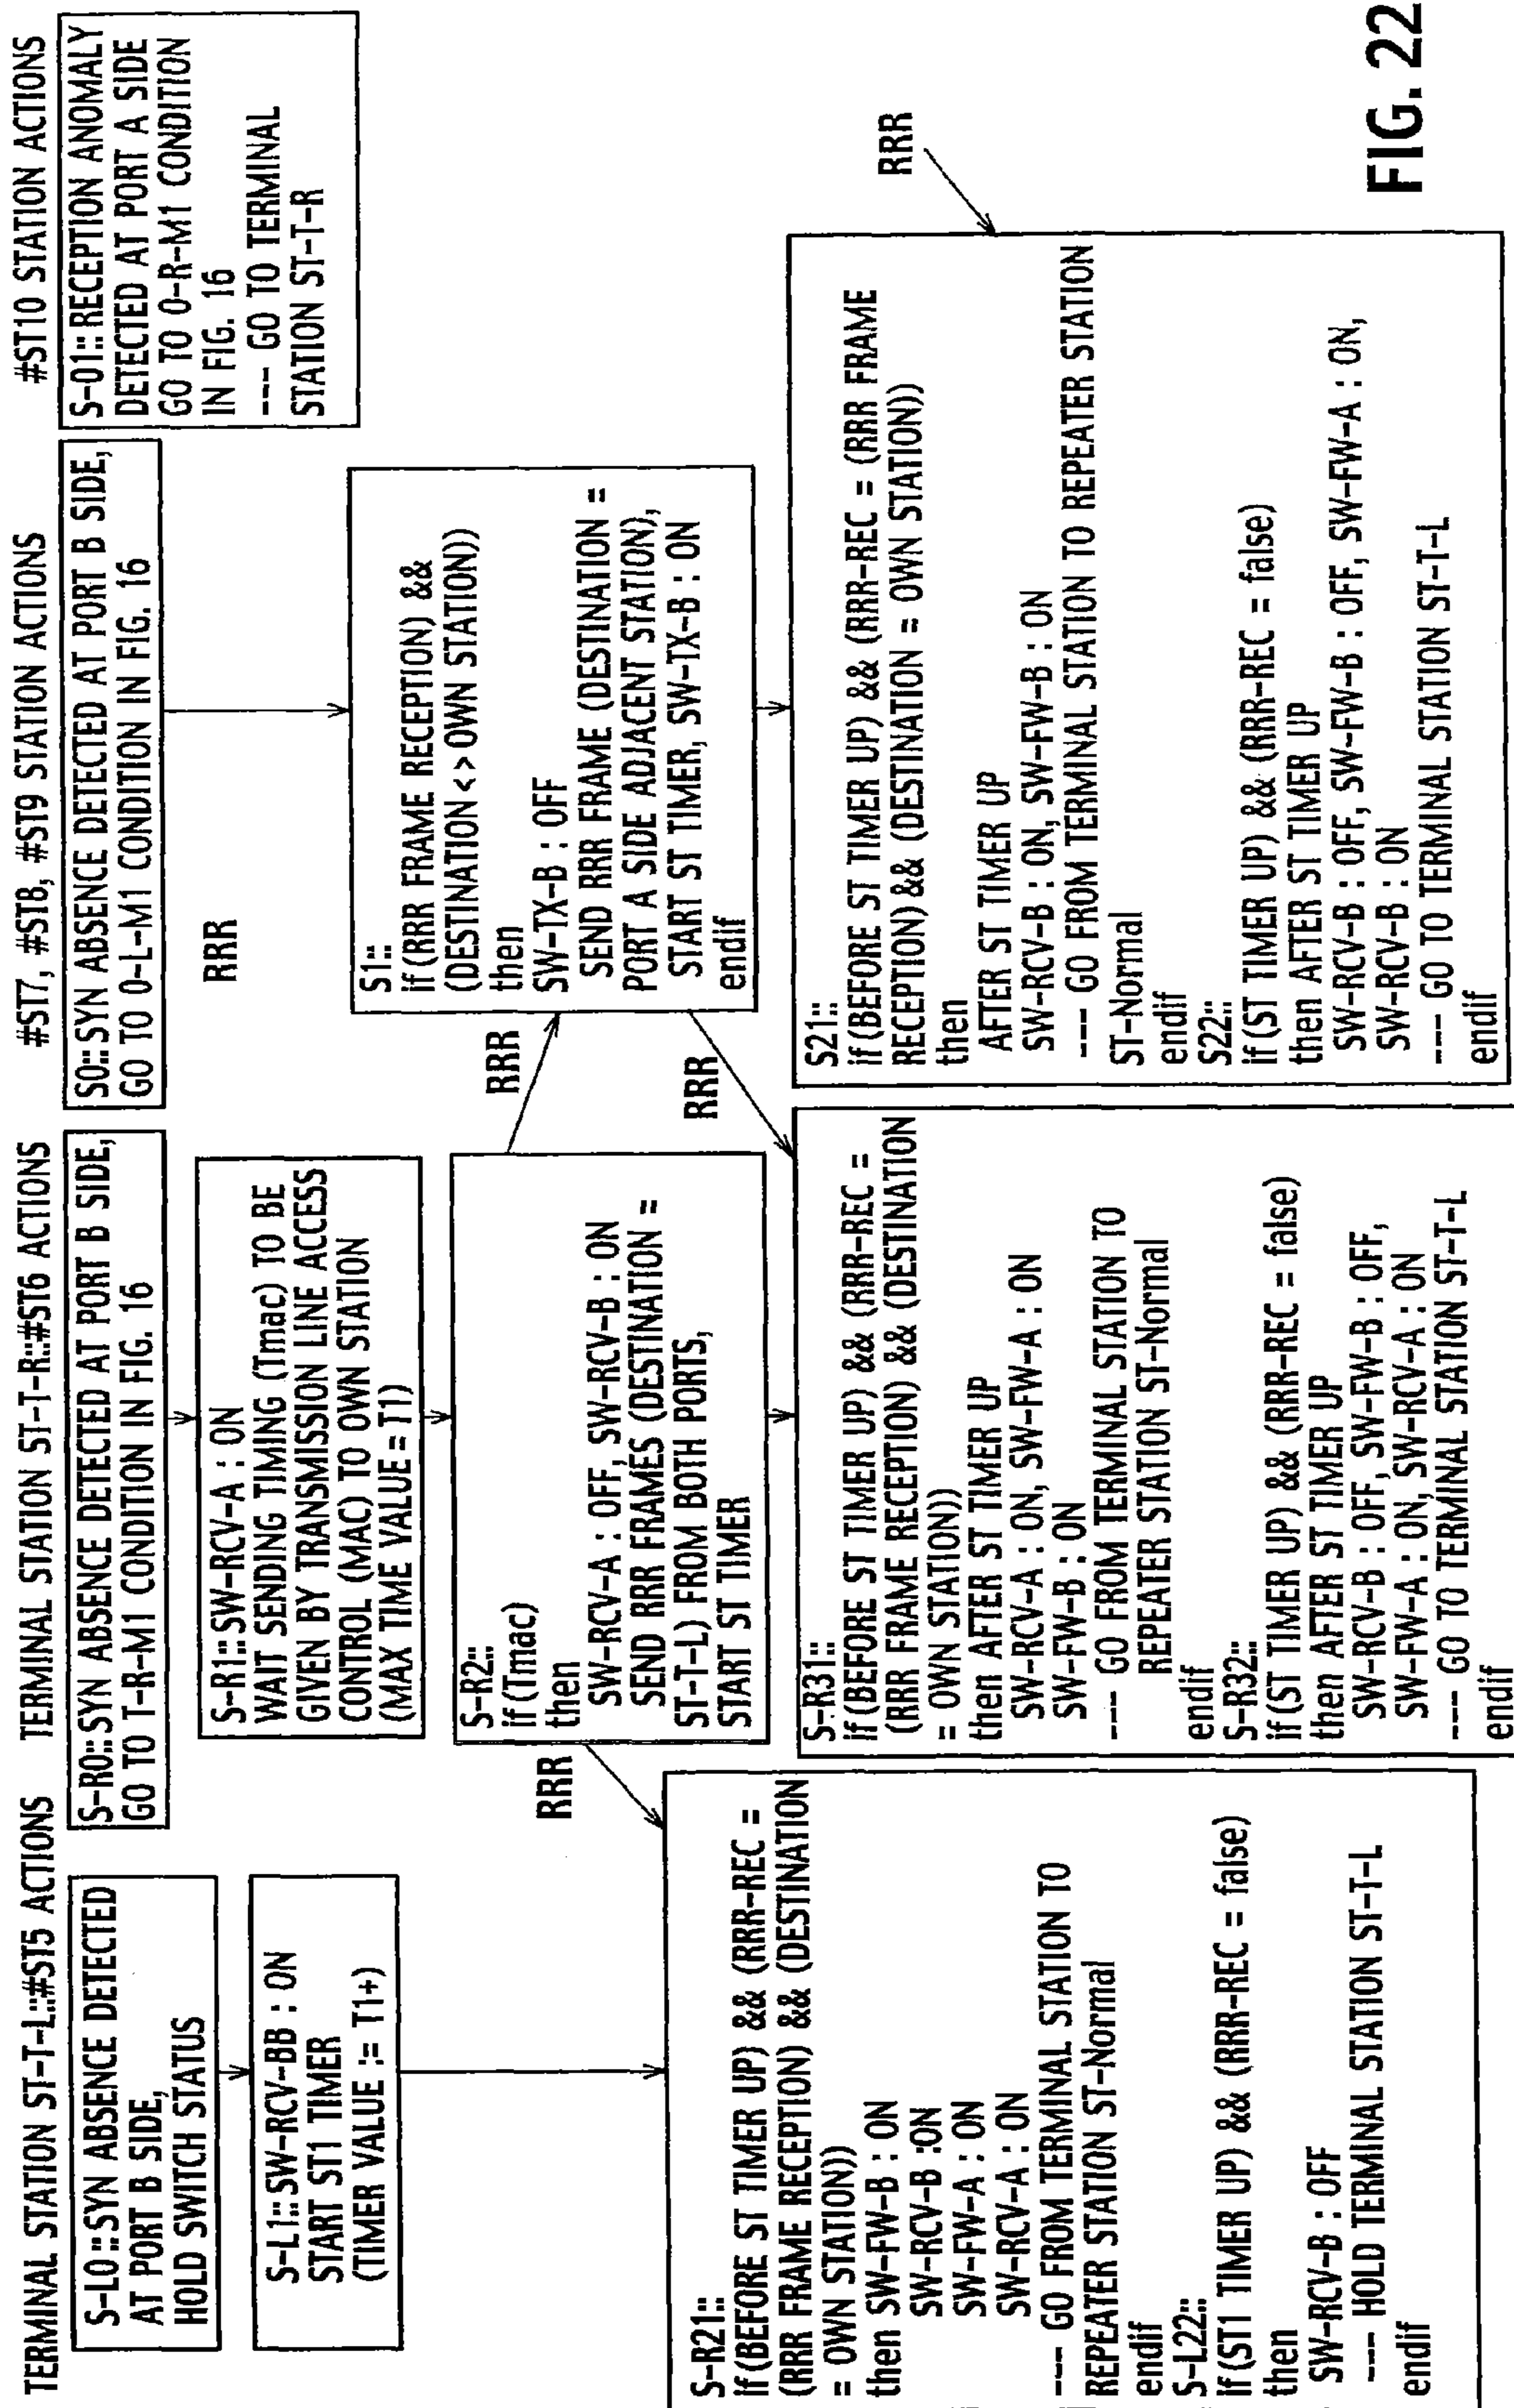 TERMINAL STATION ST-T-L::#ST5 ACTIONS
S-L0::SYN ABSENCE DETECTED
AT PORT B SIDE,
HOLD SWITCH STATUS
S-L1::SW-RCV-BB : ON
START ST1 TIMER
(TIMER VALUE := T1+)
S-R21::
if(BEFORE ST TIMER UP) && (RRR-REC =
(RRR FRAME RECEPTION) && (DESTINATION
= OWN STATION))
then SW-FW-B : ON
SW-RCV-B :ON
SW-FW-A : ON
SW-RCV-A : ON
--- GO FROM TERMINAL STATION TO
REPEATER STATION ST-Normal
endif
S-L22::
if(ST1 TIMER UP) && (RRR-REC = false)
then
SW-RCV-B : OFF
--- HOLD TERMINAL STATION ST-T-L
endif
TERMINAL STATION ST-T-R::#ST6 ACTIONS
S-R0::SYN ABSENCE DETECTED AT PORT B SIDE,
GO TO T-R-M1 CONDITION IN FIG. 16
S-R1::SW-RCV-A : ON
WAIT SENDING TIMING (Tmac) TO BE
GIVEN BY TRANSMISSION LINE ACCESS
CONTROL (MAC) TO OWN STATION
(MAX TIME VALUE = T1)
S-R2::
if(Tmac)
then
SW-RCV-A : OFF, SW-RCV-B : ON
SEND RRR FRAMES (DESTINATION =
ST-T-L) FROM BOTH PORTS,
START ST TIMER
RRR
RRR
S-R31::
if(BEFORE ST TIMER UP) && (RRR-REC =
(RRR FRAME RECEPTION) && (DESTINATION
= OWN STATION))
then AFTER ST TIMER UP
SW-RCV-A : ON, SW-FW-A : ON
SW-FW-B : ON
--- GO FROM TERMINAL STATION TO
REPEATER STATION ST-Normal
endif
S-R32::
if(ST TIMER UP) && (RRR-REC = false)
then AFTER ST TIMER UP
SW-RCV-B : OFF, SW-FW-B : OFF,
SW-FW-A : ON, SW-RCV-A : ON
--- GO TO TERMINAL STATION ST-T-L
endif
#ST7, #ST8, #ST9 STATION ACTIONS
S0::SYN ABSENCE DETECTED AT PORT B SIDE,
GO TO 0-L-M1 CONDITION IN FIG. 16
RRR
S1::
if(RRR FRAME RECEPTION) &&
(DESTINATION<>OWN STATION))
then
SW-TX-B : OFF
SEND RRR FRAME (DESTINATION =
PORT A SIDE ADJACENT STATION),
START ST TIMER, SW-TX-B : ON
endif
RRR
S21::
if(BEFORE ST TIMER UP) && (RRR-REC = (RRR FRAME
RECEPTION) && (DESTINATION = OWN STATION))
then
AFTER ST TIMER UP
SW-RCV-B : ON, SW-FW-B : ON
--- GO FROM TERMINAL STATION TO REPEATER STATION
ST-Normal
endif
S22::
if(ST TIMER UP) && (RRR-REC = false)
then AFTER ST TIMER UP
SW-RCV-B : OFF, SW-FW-B : OFF, SW-FW-A : ON,
SW-RCV-B : ON
--- GO TO TERMINAL STATION ST-T-L
endif
#ST10 STATION ACTIONS
S-01::RECEPTION ANOMALY
DETECTED AT PORT A SIDE
GO TO 0-R-M1 CONDITION
IN FIG. 16
--- GO TO TERMINAL
STATION ST-T-R
RRR
FIG. 22